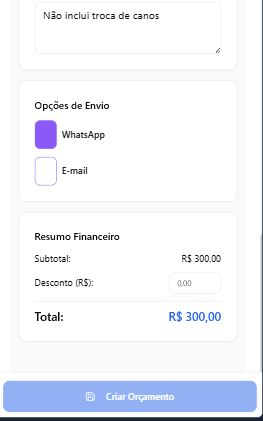 Não inclui troca de canos
Opções de Envio
WhatsApp
E-mail
Resumo Financeiro
Subtotal: R$ 300,00
Desconto (R$): 0,00
Total: R$ 300,00
Criar Orçamento